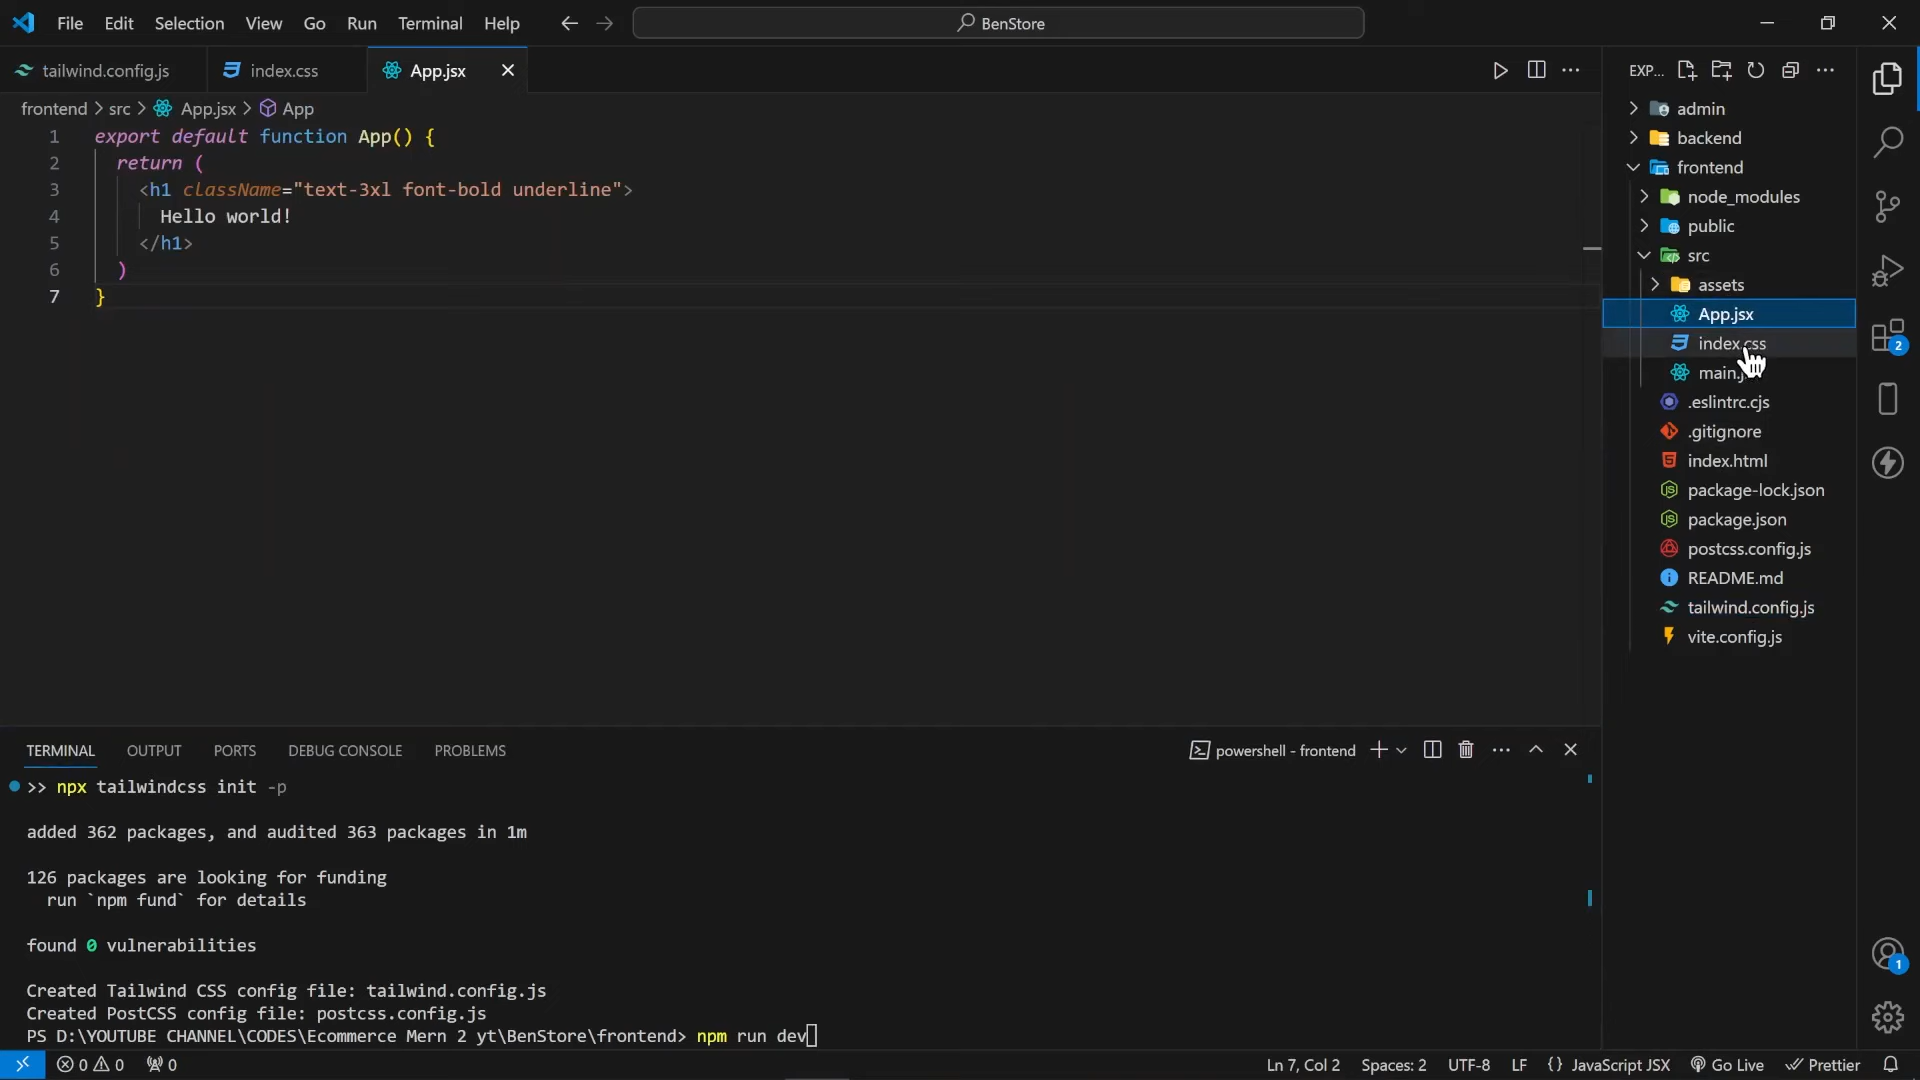 File Edit Selection View Go Run Terminal Help
BenStore
tailwind.config.js
index.css
App.jsx
frontend > src > App.jsx > App
1 export default function App() {
2 return (
3 <h1 className="text-3xl font-bold underline">
4 Hello world!
5 </h1>
6 )
7 }
TERMINAL OUTPUT PORTS DEBUG CONSOLE PROBLEMS
powershell - frontend
>> npx tailwindcss init -p
added 362 packages, and audited 363 packages in 1m
126 packages are looking for funding
run `npm fund` for details
found 0 vulnerabilities
Created Tailwind CSS config file: tailwind.config.js
Created PostCSS config file: postcss.config.js
PS D:\YOUTUBE CHANNEL\CODES\Ecommerce Mern 2 yt\BenStore\frontend> npm run dev
EXP...
admin
backend
frontend
node_modules
public
src
assets
App.jsx
index.css
main.j
.eslintrc.cjs
.gitignore
index.html
package-lock.json
package.json
postcss.config.js
README.md
tailwind.config.js
vite.config.js
2
1
0 0 0
Ln 7, Col 2 Spaces: 2 UTF-8 LF {} JavaScript JSX Go Live Prettier